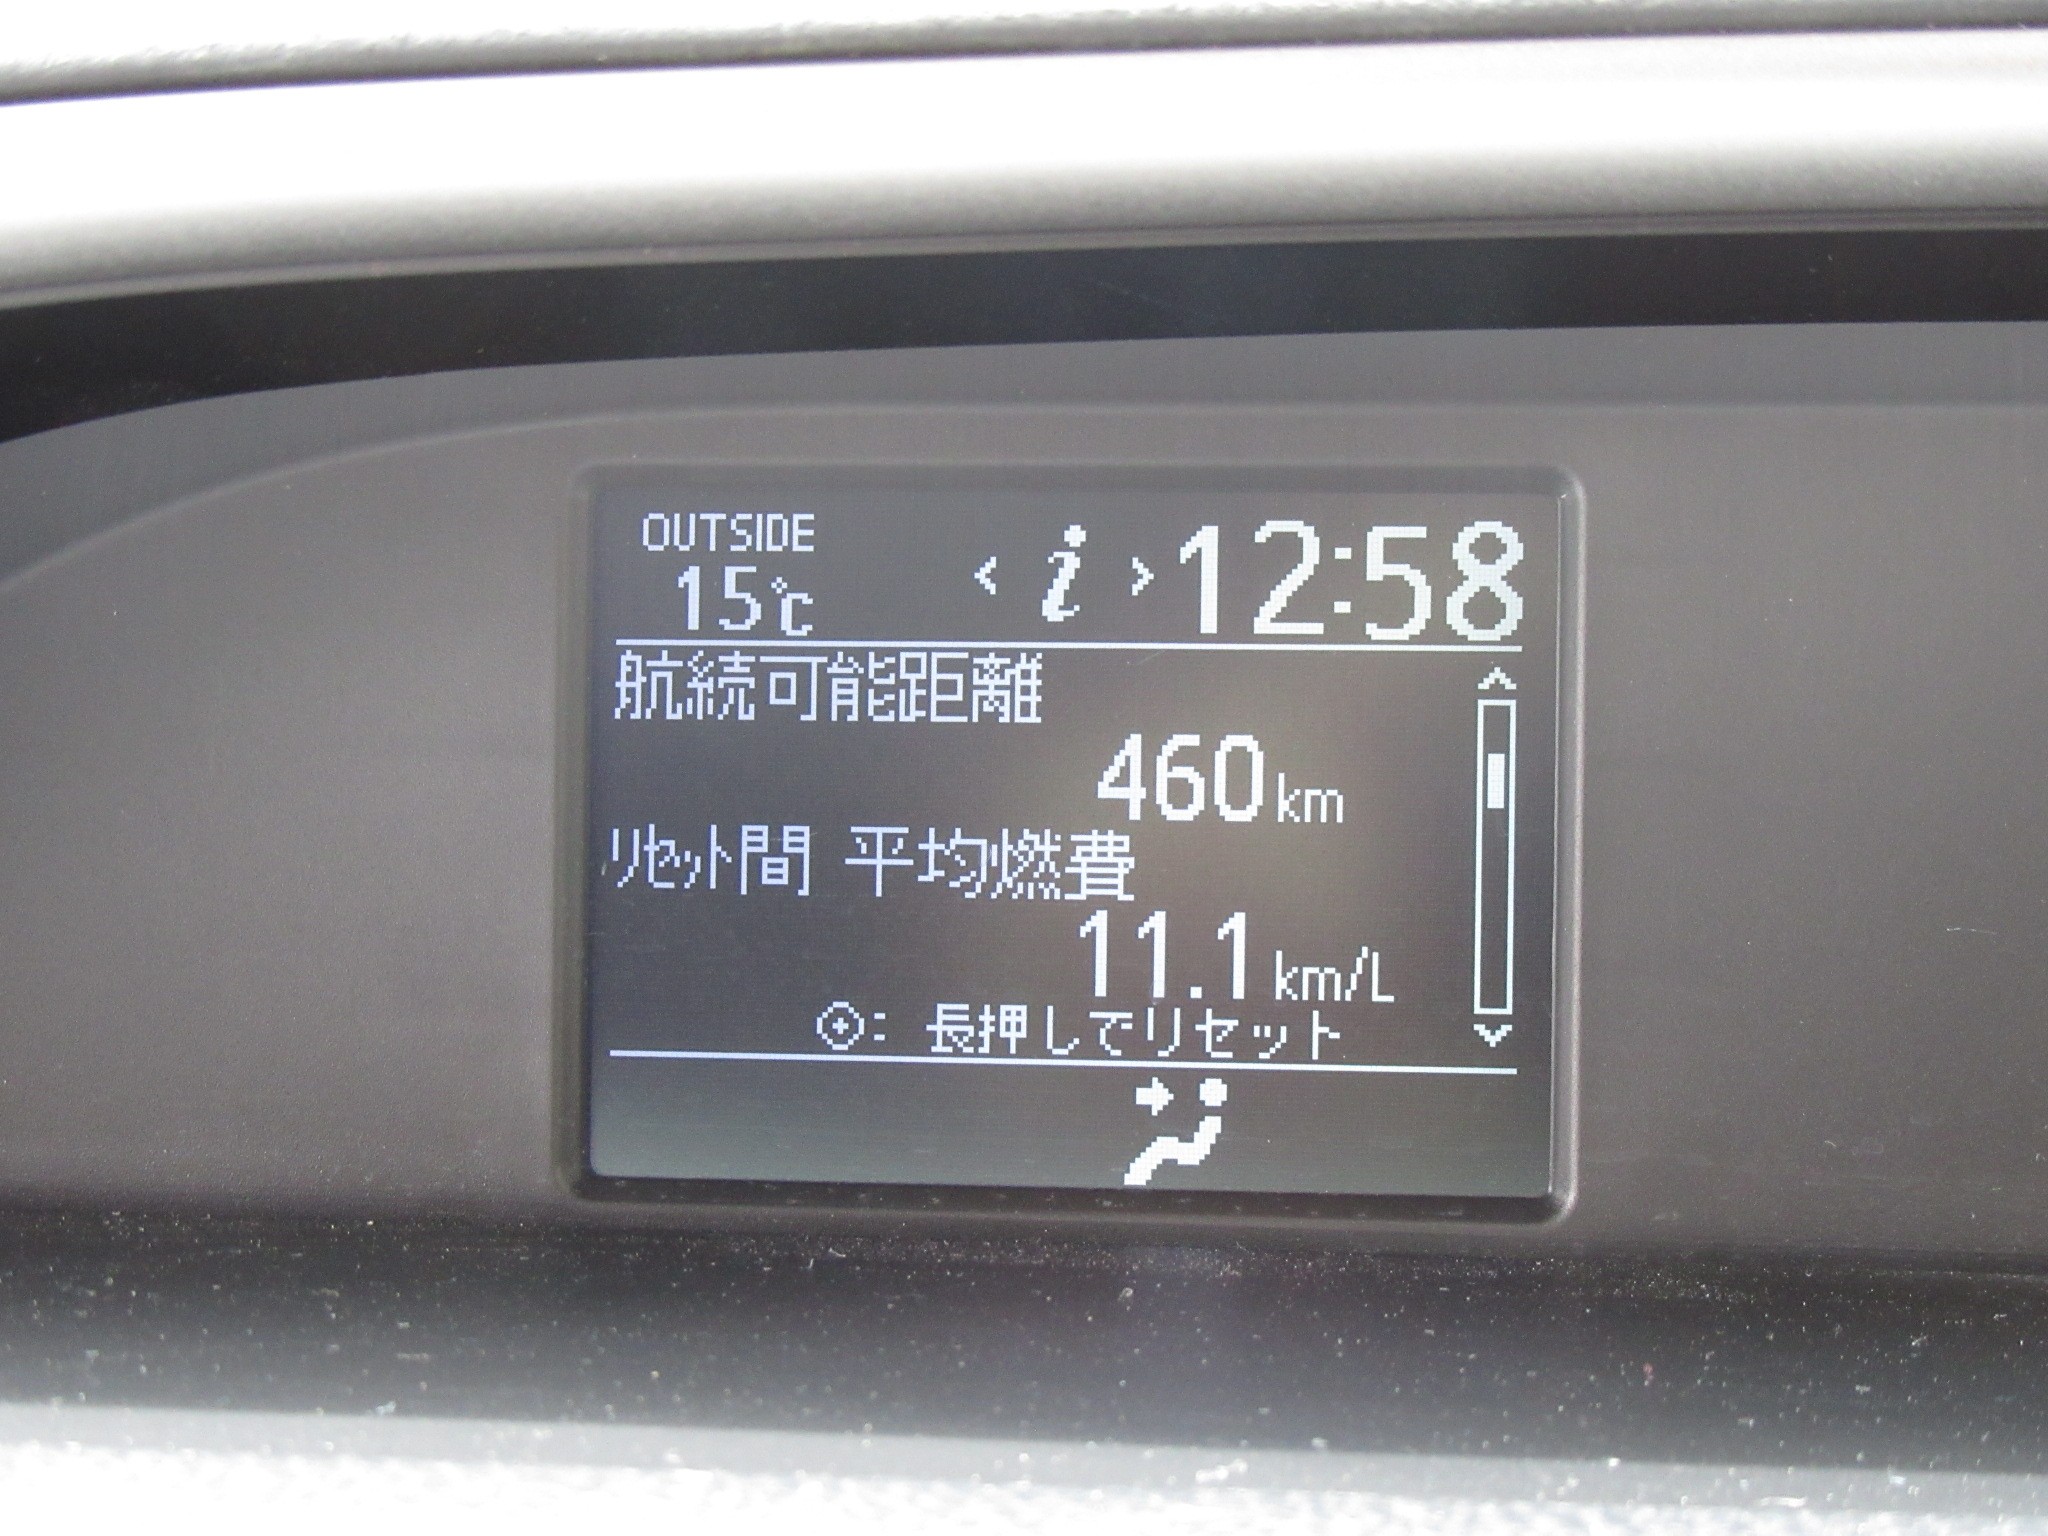 OUTSIDE
15℃
< i > 12:58
航続可能距離
460km
リセット間 平均燃費
11.1km/L
: 長押しでリセット